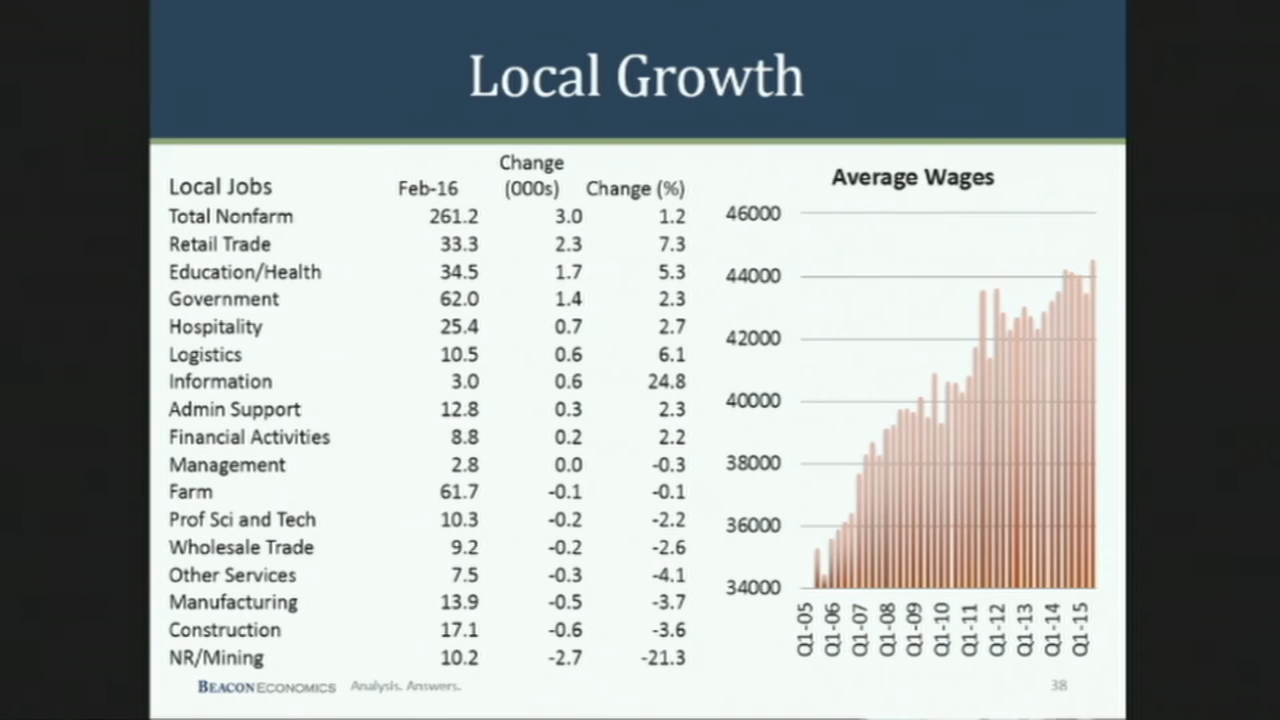 Local Growth
Change
Local Jobs Feb-16 (000s) Change (%)
Total Nonfarm 261.2 3.0 1.2
Retail Trade 33.3 2.3 7.3
Education/Health 34.5 1.7 5.3
Government 62.0 1.4 2.3
Hospitality 25.4 0.7 2.7
Logistics 10.5 0.6 6.1
Information 3.0 0.6 24.8
Admin Support 12.8 0.3 2.3
Financial Activities 8.8 0.2 2.2
Management 2.8 0.0 -0.3
Farm 61.7 -0.1 -0.1
Prof Sci and Tech 10.3 -0.2 -2.2
Wholesale Trade 9.2 -0.2 -2.6
Other Services 7.5 -0.3 -4.1
Manufacturing 13.9 -0.5 -3.7
Construction 17.1 -0.6 -3.6
NR/Mining 10.2 -2.7 -21.3
Average Wages
46000
44000
42000
40000
38000
36000
34000
Q1-05 Q1-06 Q1-07 Q1-08 Q1-09 Q1-10 Q1-11 Q1-12 Q1-13 Q1-14 Q1-15
BEACON ECONOMICS Analysis. Answers. 38